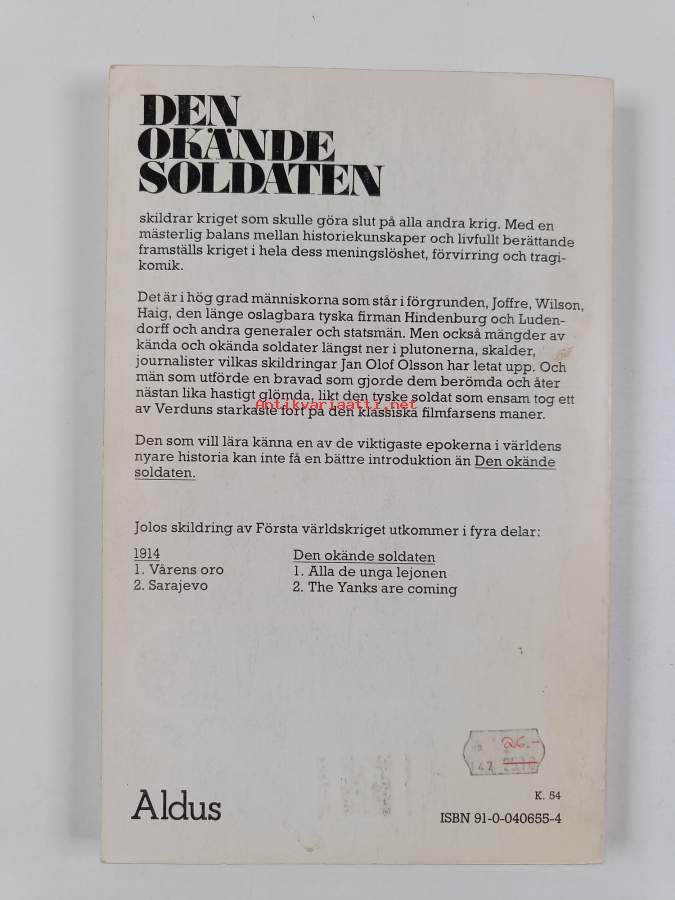 DEN
OKÄNDE
SOLDATEN
skildrar kriget som skulle göra slut på alla andra krig. Med en
mästerlig balans mellan historiekunskaper och livfullt berättande
framställs kriget i hela dess meningslöshet, förvirring och tragi-
komik.
Det är i hög grad människorna som står i förgrunden, Joffre, Wilson,
Haig, den länge oslagbara tyska firman Hindenburg och Luden-
dorff och andra generaler och statsmän. Men också mängder av
kända och okända soldater längst ner i plutonerna, skalder,
journalister vilkas skildringar Jan Olof Olsson har letat upp. Och
män som utförde en bravad som gjorde dem berömda och åter
nästan lika hastigt glömda, likt den tyske soldat som ensam tog ett
Antikvariaatti.net
av Verduns starkaste fort på den klassiska filmfarsens maner.
Den som vill lära känna en av de viktigaste epokerna i världens
nyare historia kan inte få en bättre introduktion än Den okände
soldaten.
Jolos skildring av Första världskriget utkommer i fyra delar:
1914
1. Vårens oro
2. Sarajevo
Den okände soldaten
1. Alla de unga lejonen
2. The Yanks are coming
26.-
Aldus
K. 54
ISBN 91-0-040655-4